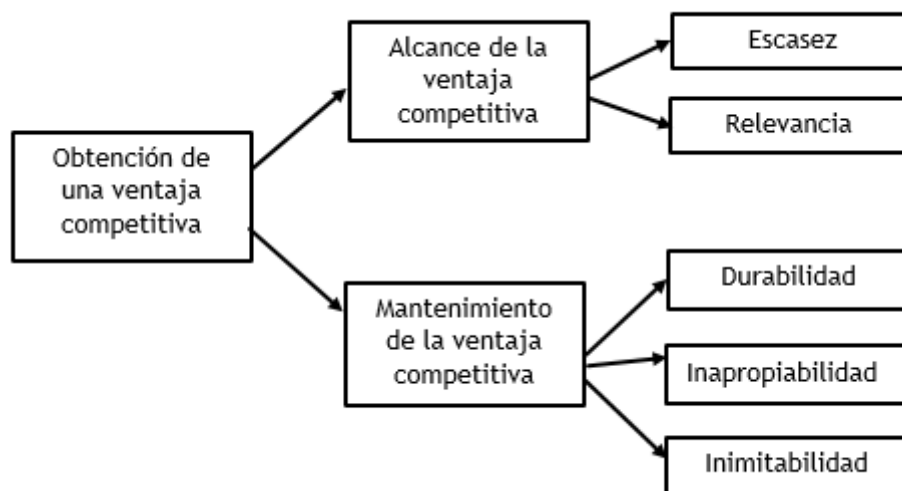 Obtención de
una ventaja
competitiva
Alcance de la
ventaja
competitiva
Escasez
Relevancia
Mantenimiento
de la ventaja
competitiva
Durabilidad
Inapropiabilidad
Inimitabilidad